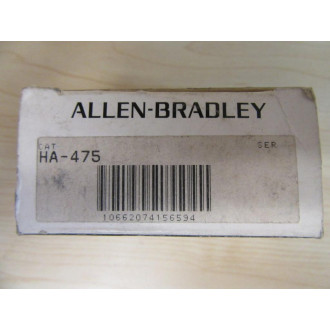 ALLEN-BRADLEY
CAT SER
HA-475
10662074156594